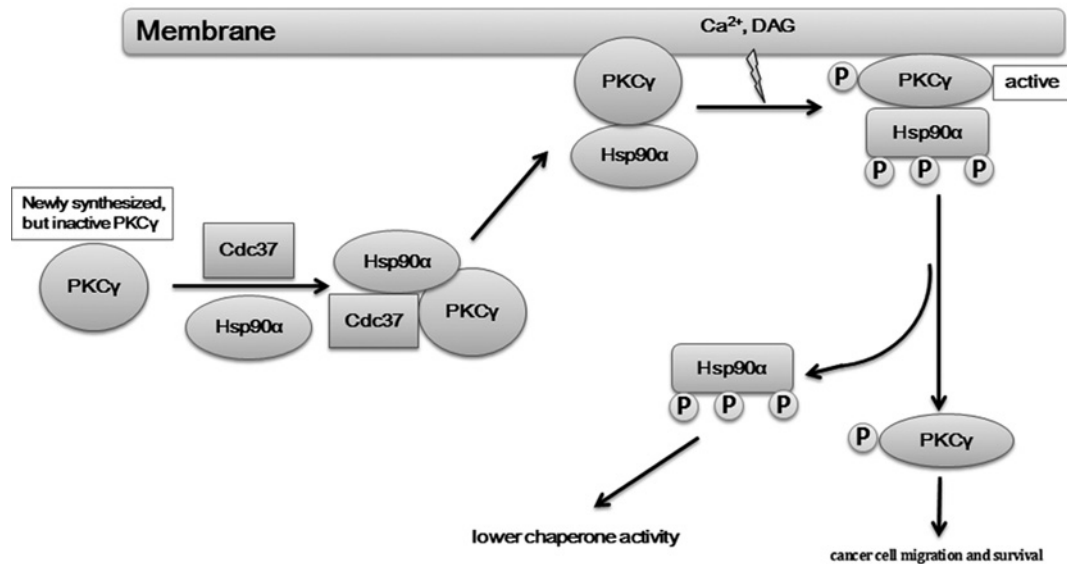 Membrane
Ca²⁺, DAG
PKCγ
Hsp90α
P
PKCγ
active
Hsp90α
P P P
Newly synthesized,
but inactive PKCγ
PKCγ
Cdc37
Hsp90α
Hsp90α
Cdc37
PKCγ
Hsp90α
P P P
P
PKCγ
lower chaperone activity
cancer cell migration and survival